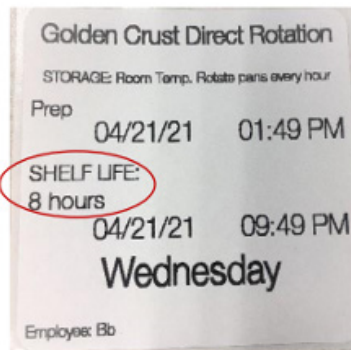 Golden Crust Direct Rotation
STORAGE: Room Temp. Rotate pans every hour
Prep
04/21/21 01:49 PM
SHELF LIFE:
8 hours
04/21/21 09:49 PM
Wednesday
Employee: Bb